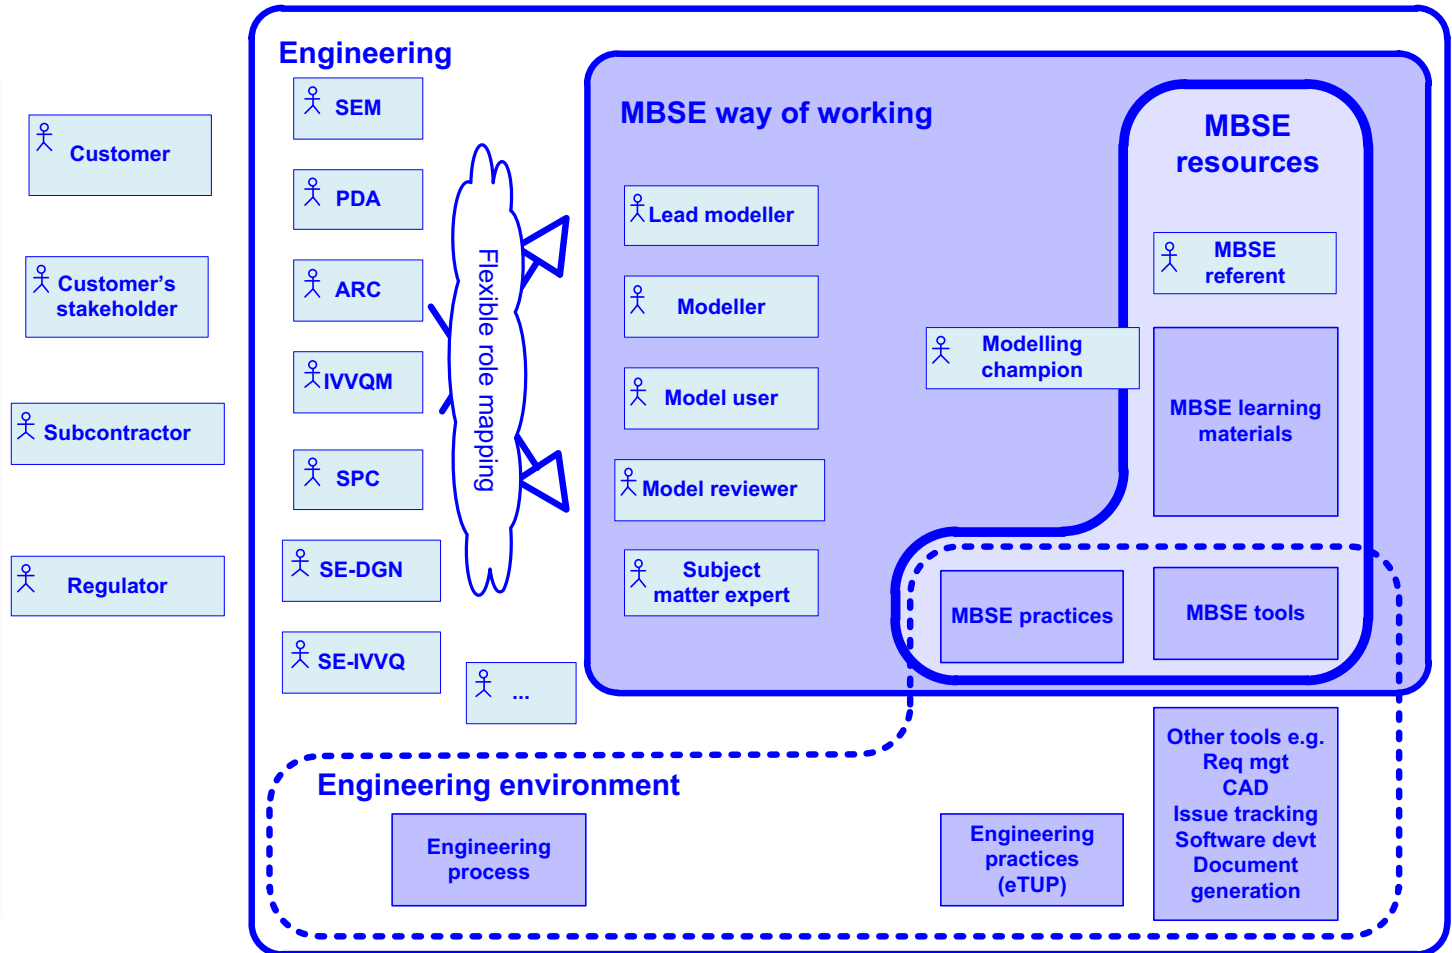 Engineering
Customer
Customer's
stakeholder
Subcontractor
Regulator
SEM
PDA
ARC
IVVQM
SPC
SE-DGN
SE-IVVQ
...
Flexible role mapping
MBSE way of working
Lead modeller
Modeller
Model user
Model reviewer
Subject
matter expert
Modelling
champion
MBSE
resources
MBSE
referent
MBSE learning
materials
MBSE practices
MBSE tools
Engineering environment
Engineering
process
Engineering
practices
(eTUP)
Other tools e.g.
Req mgt
CAD
Issue tracking
Software devt
Document
generation